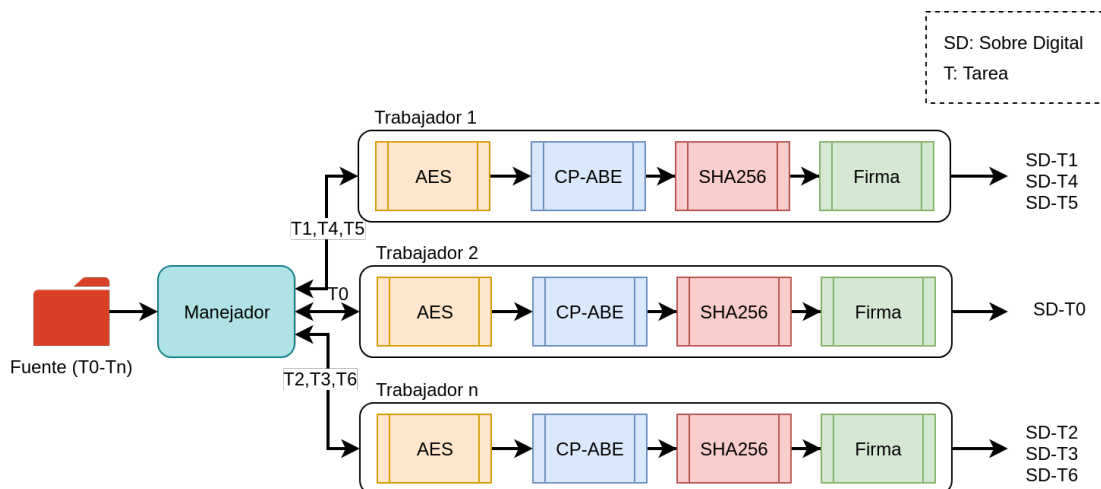 SD: Sobre Digital
T: Tarea
Trabajador 1
AES
CP-ABE
SHA256
Firma
SD-T1
SD-T4
SD-T5
T1,T4,T5
Trabajador 2
T0
AES
CP-ABE
SHA256
Firma
SD-T0
Manejador
Fuente (T0-Tn)
T2,T3,T6
Trabajador n
AES
CP-ABE
SHA256
Firma
SD-T2
SD-T3
SD-T6